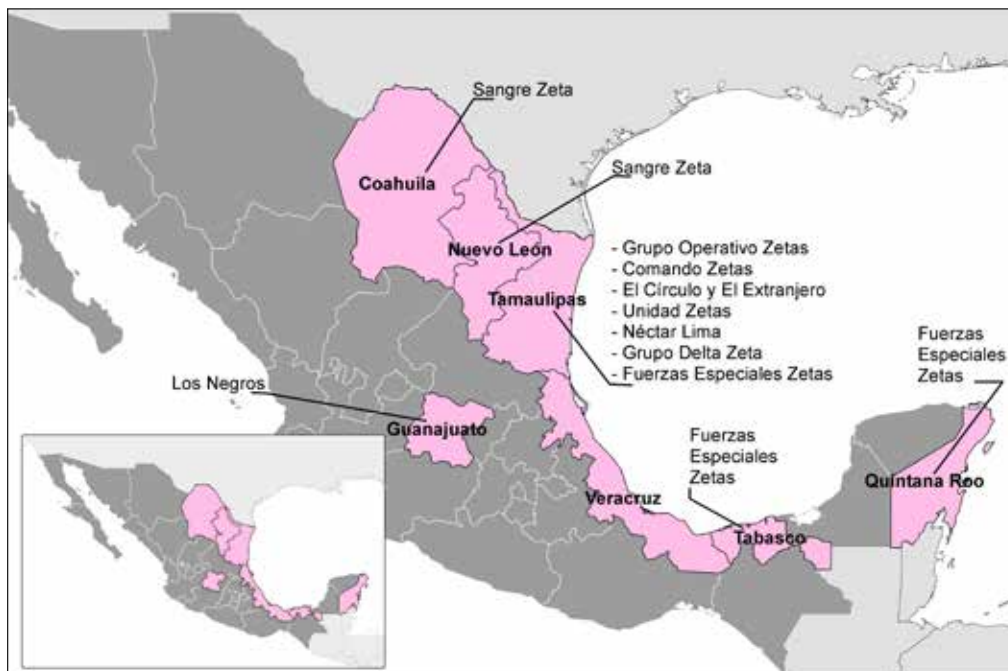 Sangre Zeta
Coahuila
Sangre Zeta
Nuevo León
Tamaulipas
- Grupo Operativo Zetas
- Comando Zetas
- El Círculo y El Extranjero
- Unidad Zetas
- Néctar Lima
- Grupo Delta Zeta
- Fuerzas Especiales Zetas
Los Negros
Guanajuato
Veracruz
Fuerzas
Especiales
Zetas
Tabasco
Fuerzas
Especiales
Zetas
Quintana Roo